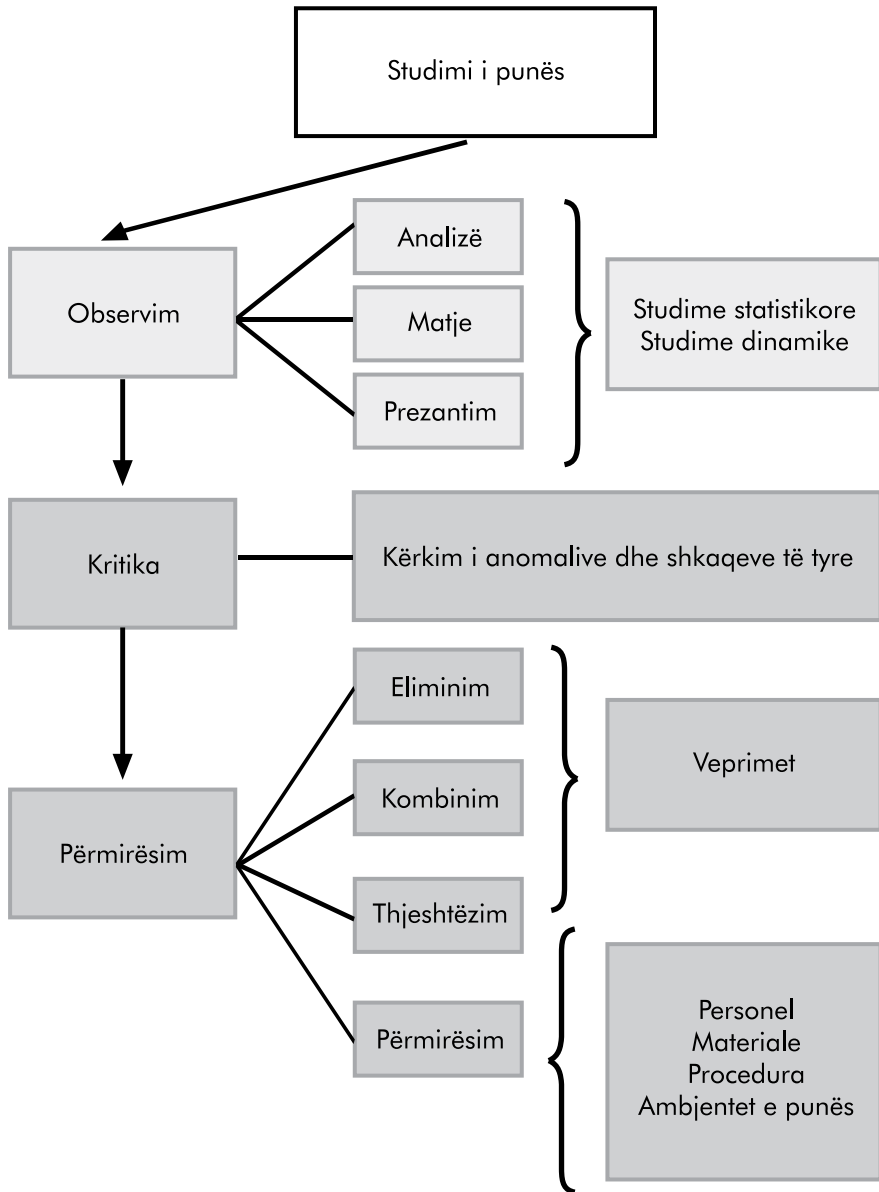 Studimi i punës
Observim
Analizë
Matje
Prezantim
Studime statistikore
Studime dinamike
Kritika
Kërkim i anomalive dhe shkaqeve të tyre
Përmirësim
Eliminim
Kombinim
Thjeshtëzim
Përmirësim
Veprimet
Personel
Materiale
Procedura
Ambjentet e punës